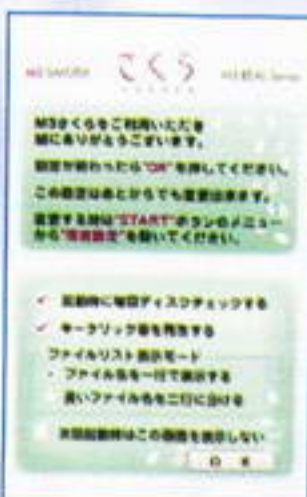 M3 SAKURA さくら M3 REAL Series
M3さくらをご利用いただき
誠にありがとうございます。
設定が終わったら"OK"を押してください。
この設定はあとからでも変更出来ます。
変更する時は"START"ボタンのメニュー
から"環境設定"を開いてください。
✓ 起動時に毎回ディスクチェックする
✓ キークリック音を発生する
ファイルリスト表示モード
・ ファイル名を一行で表示する
長いファイル名を二行に分ける
次回起動時はこの画面を表示しない
O K